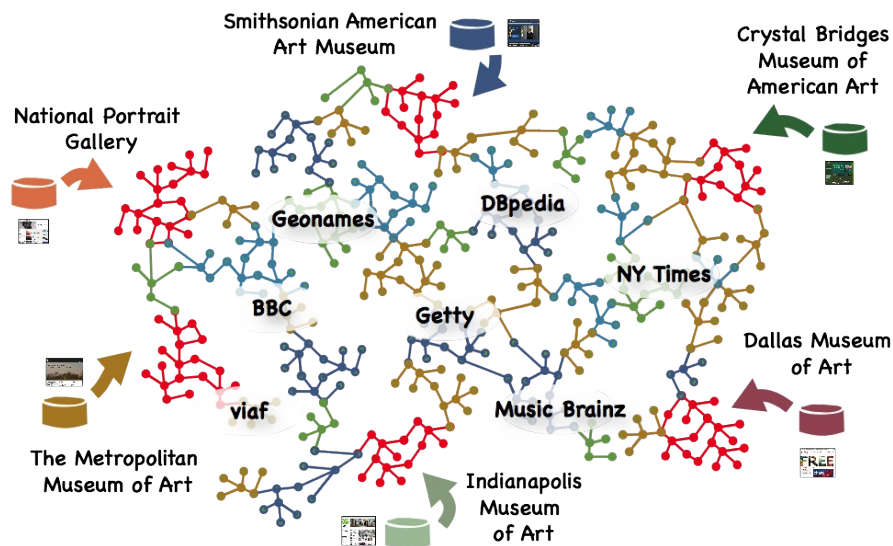 Smithsonian American
Art Museum
Crystal Bridges
Museum of
American Art
National Portrait
Gallery
Geonames
DBpedia
NY Times
BBC
Getty
Dallas Museum
of Art
viaf
Music Brainz
The Metropolitan
Museum of Art
Indianapolis
Museum
of Art
FREE